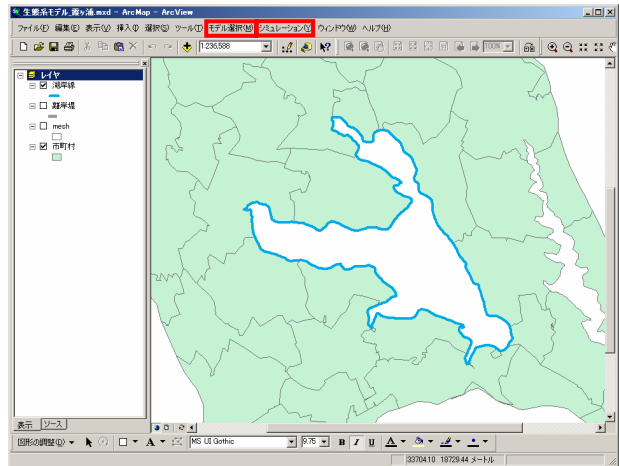 生態系モデル_霞ヶ浦.mxd - ArcMap - ArcView
ファイル(F) 編集(E) 表示(V) 挿入(I) 選択(S) ツール(T) モデル選択(M) シミュレーション(Y) ウィンドウ(W) ヘルプ(H)
1:236,588 100%
レイヤ
湖岸線
離岸堤
mesh
市町村
表示 ソース
図形の調整(D) A MS UI Gothic 9.75 B I U A
33704.10 18729.44 メートル